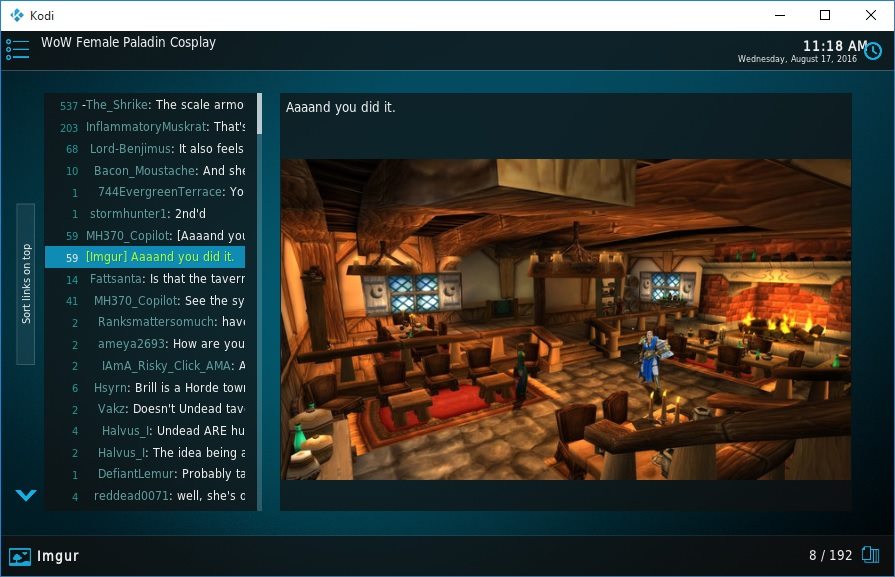 Kodi
WoW Female Paladin Cosplay
11:18 AM
Wednesday, August 17, 2016
Sort links on top
537 -The_Shrike: The scale armo
203 InflammatoryMuskrat: That's
68 Lord-Benjimus: It also feels
10 Bacon_Moustache: And she
1 744EvergreenTerrace: Yo
1 stormhunter1: 2nd'd
59 MH370_Copilot: [Aaaand you
59 [Imgur] Aaaand you did it.
14 Fattsanta: Is that the tavern
41 MH370_Copilot: See the sy
2 Ranksmattersomuch: have
2 ameya2693: How are you
2 IAmA_Risky_Click_AMA: A
6 Hsyrn: Brill is a Horde town
2 Vakz: Doesn't Undead tav
4 Halvus_I: Undead ARE hu
2 Halvus_I: The idea being a
1 DefiantLemur: Probably ta
4 reddead0071: well, she's d
Aaaand you did it.
Imgur
8 / 192